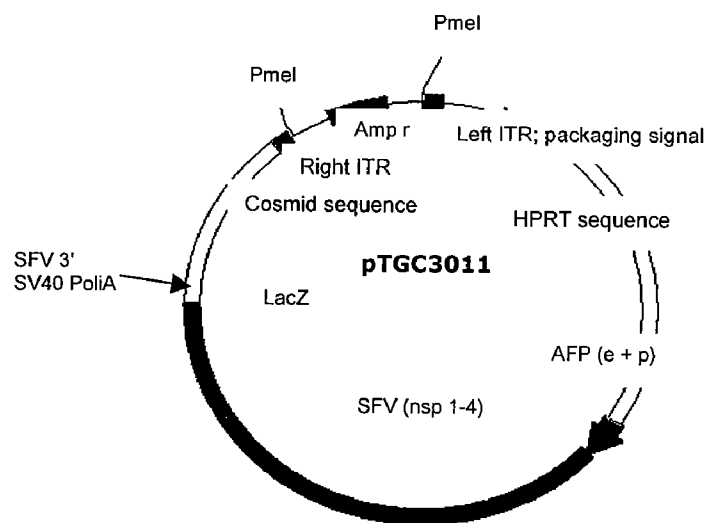 PmeI
PmeI
Amp r
Left ITR; packaging signal
Right ITR
Cosmid sequence
HPRT sequence
pTGC3011
SFV 3'
SV40 PoliA
LacZ
AFP (e + p)
SFV (nsp 1-4)